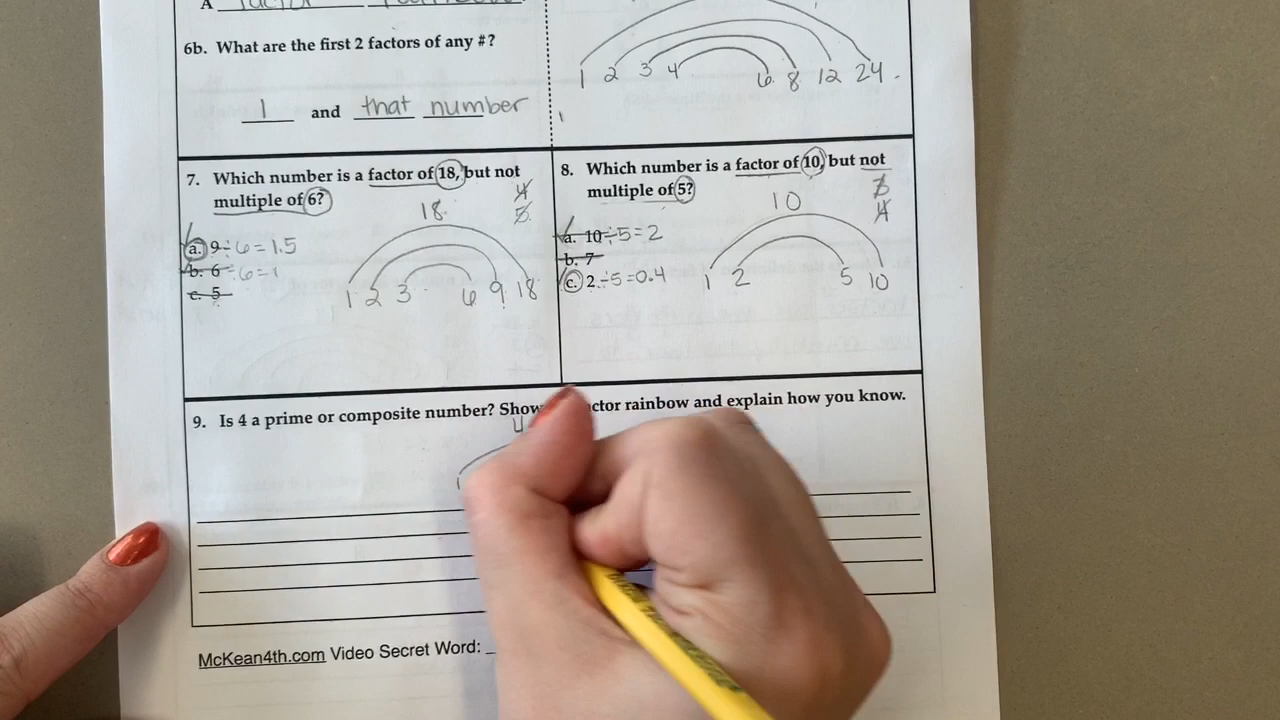 A factor
6b. What are the first 2 factors of any #?
1 and that number
1 2 3 4 6 8 12 24
7. Which number is a factor of 18, but not
multiple of 6?
4
5
18
a. 9 ÷ 6 = 1.5
b. 6 ÷ 6 = 1
c. 5
1 2 3 6 9 18
8. Which number is a factor of 10, but not
multiple of 5?
3
4
10
a. 10 ÷ 5 = 2
b. 7
c. 2 ÷ 5 = 0.4
1 2 5 10
9. Is 4 a prime or composite number? Show ctor rainbow and explain how you know.
4
1
McKean4th.com Video Secret Word: _